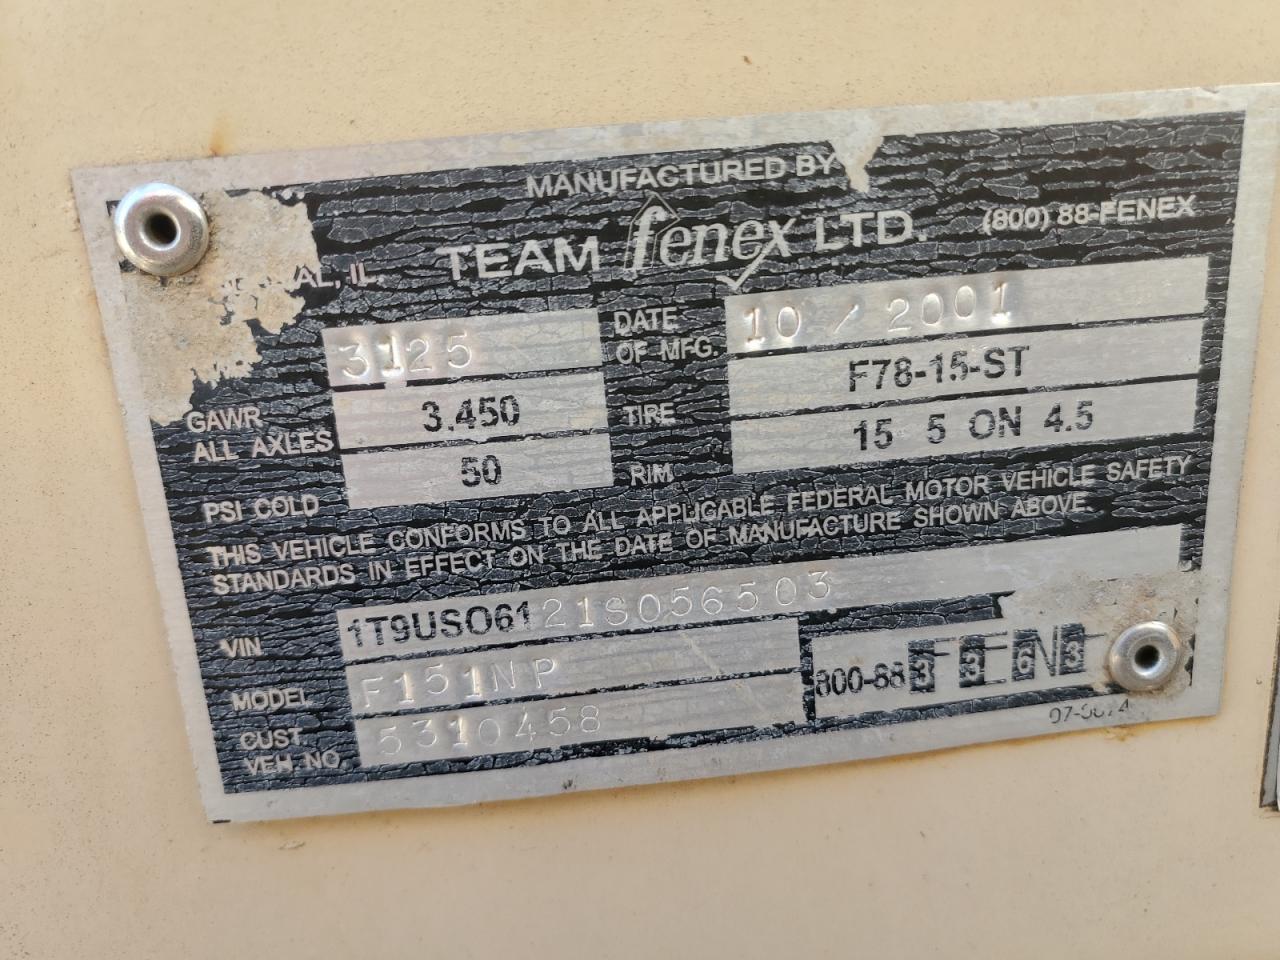 MANUFACTURED BY
TEAM fenex LTD. (800) 88-FENEX
IL.
3125 DATE OF MFG. 10 / 2001
GAWR ALL AXLES 3,450 TIRE F78-15-ST
PSI COLD 50 RIM 15 5 ON 4.5
THIS VEHICLE CONFORMS TO ALL APPLICABLE FEDERAL MOTOR VEHICLE SAFETY
STANDARDS IN EFFECT ON THE DATE OF MANUFACTURE SHOWN ABOVE.
VIN 1T9US06121S056503
MODEL F151NP
CUST. VEH. NO. 5310458
800-88